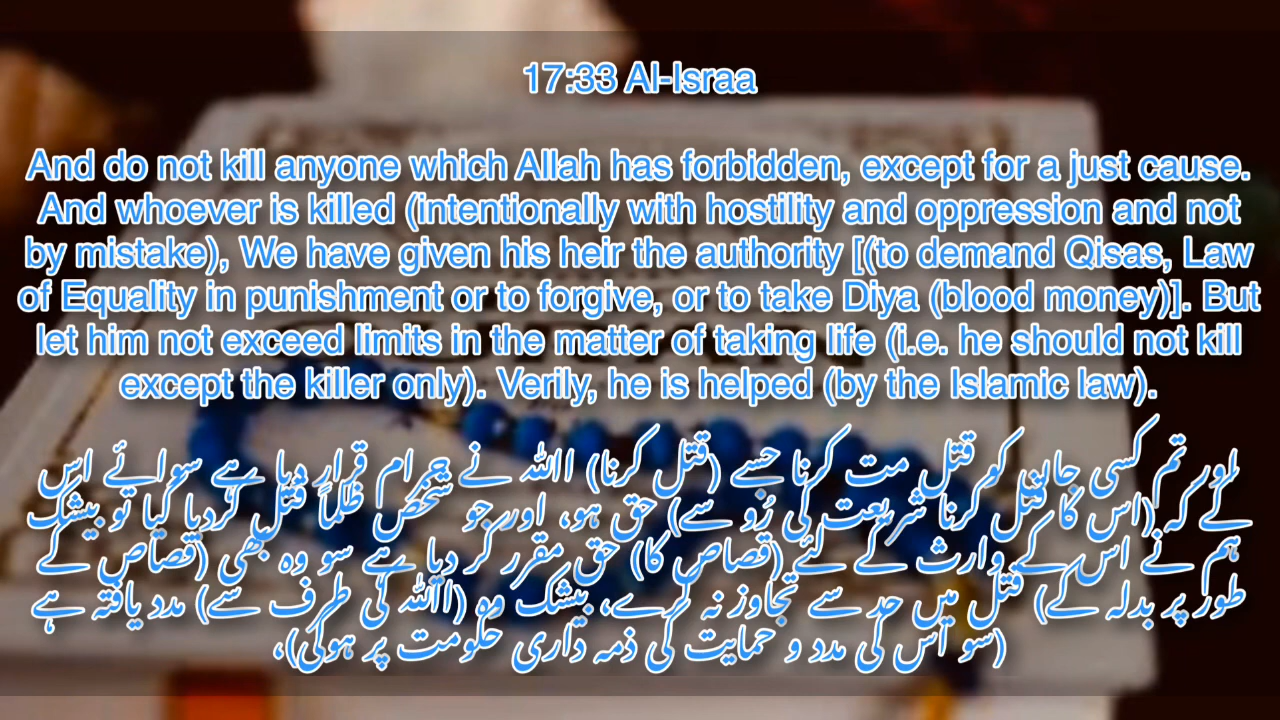 17:33 Al-Israa
And do not kill anyone which Allah has forbidden, except for a just cause.
And whoever is killed (intentionally with hostility and oppression and not
by mistake), We have given his heir the authority [(to demand Qisas, Law
of Equality in punishment or to forgive, or to take Diya (blood money)]. But
let him not exceed limits in the matter of taking life (i.e. he should not kill
except the killer only). Verily, he is helped (by the Islamic law).
اور تم کسی جان کو قتل مت کرنا جسے (قتل کرنا) اﷲ نے حرام قرار دیا ہے سوائے اس
کے کہ (اس کا قتل کرنا شریعت کی رُو سے) حق ہو، اور جو شخص ظلماً قتل کردیا گیا تو بیشک
ہم نے اس کے وارث کے لئے (قصاص کا) حق مقرر کر دیا ہے سو وہ بھی (قصاص کے
طور پر بدلہ کے) قتل میں حد سے تجاوز نہ کرے، بیشک وہ (اﷲ کی طرف سے) مدد یافتہ ہے
(سو اس کی مدد و حمایت کی ذمہ داری حکومت پر ہوگی)،